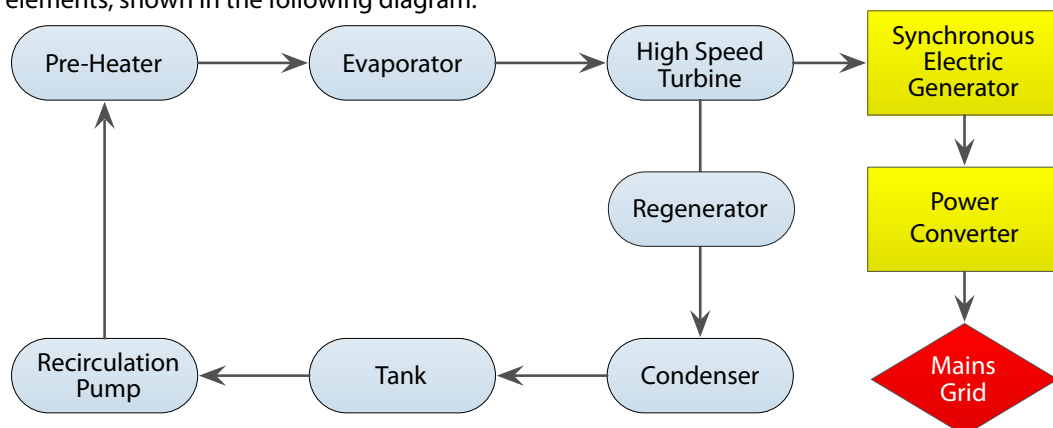 elements, shown in the following diagram.
Pre-Heater
Evaporator
High Speed
Turbine
Synchronous
Electric
Generator
Regenerator
Power
Converter
Recirculation
Pump
Tank
Condenser
Mains
Grid